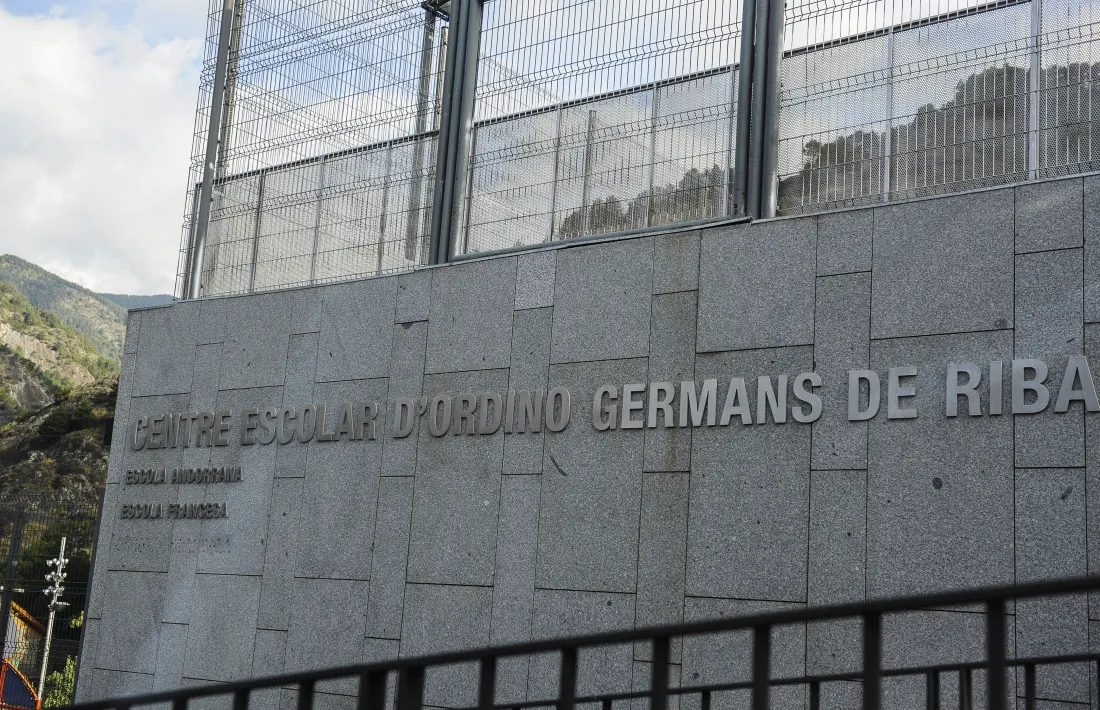 CENTRE ESCOLAR D'ORDINO GERMANS DE RIBA
ESCOLA ANDORRANA
ESCOLA FRANCESA